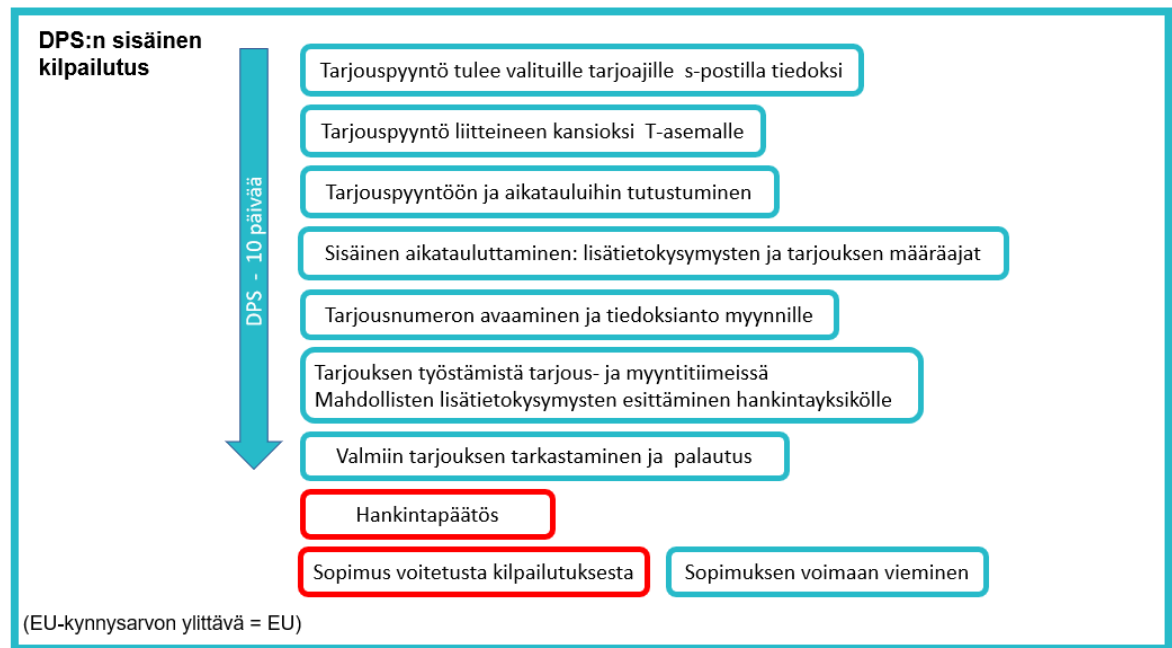 DPS:n sisäinen
kilpailutus
Tarjouspyyntö tulee valituille tarjoajille s-postilla tiedoksi
Tarjouspyyntö liitteineen kansioksi T-asemalle
Tarjouspyyntöön ja aikatauluihin tutustuminen
Sisäinen aikatauluttaminen: lisätietokysymysten ja tarjouksen määräajat
DPS - 10 päivää
Tarjousnumeron avaaminen ja tiedoksianto myynnille
Tarjouksen työstämistä tarjous- ja myyntitiimeissä
Mahdollisten lisätietokysymysten esittäminen hankintayksikölle
Valmiin tarjouksen tarkastaminen ja palautus
Hankintapäätös
Sopimus voitetusta kilpailutuksesta
Sopimuksen voimaan vieminen
(EU-kynnysarvon ylittävä = EU)